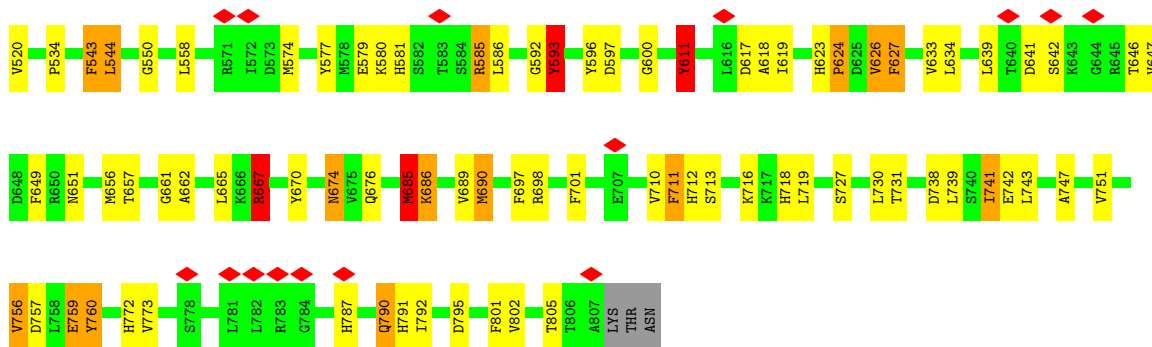 V520 P534 F543 L544 G550 L558 R571 I572 D573 M574 Y577 M578 E579 K580 H581 S582 T583 S584 R585 L586 G592 Y593 Y596 D597 G600 Y611 L616 D617 A618 I619 H623 P624 D625 V626 F627 V633 L634 L639 T640 D641 S642 K643 G644 R645 T646 V647
D648 F649 R650 N651 M656 T657 G661 A662 L665 K666 R667 Y670 N674 V675 Q676 M685 K686 V689 M690 F697 R698 F701 E707 V710 F711 H712 S713 K716 K717 H718 L719 S727 L730 T731 D738 L739 S740 I741 E742 L743 A747 V751
V756 D757 L758 E759 Y760 H772 V773 S778 L781 L782 R783 G784 H787 Q790 H791 I792 D795 F801 V802 T805 T806 A807 LYS THR ASN